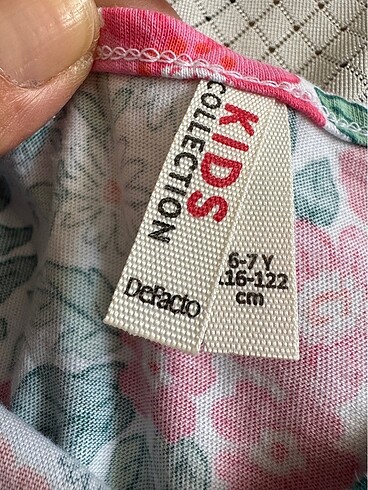 KIDS
COLLECTION
DeFacto
6-7 Y
116-122
cm